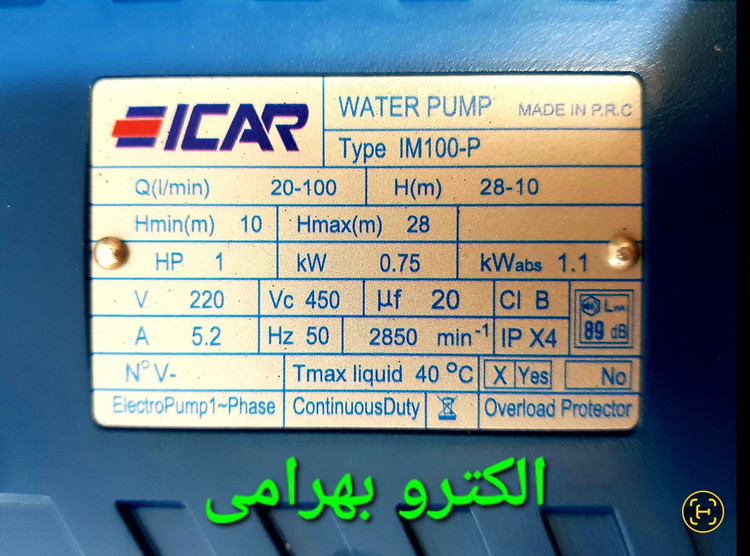 ICAR
WATER PUMP MADE IN P.R.C
Type IM100-P
Q(l/min) 20-100 H(m) 28-10
Hmin(m) 10 Hmax(m) 28
HP 1 kW 0.75 kWabs 1.1
V 220 Vc 450 µf 20 Cl B LWA
A 5.2 Hz 50 2850 min-1 IP X4 89 dB
N° V- Tmax liquid 40 °C X Yes No
ElectroPump1~Phase ContinuousDuty Overload Protector
الکترو بهرامی